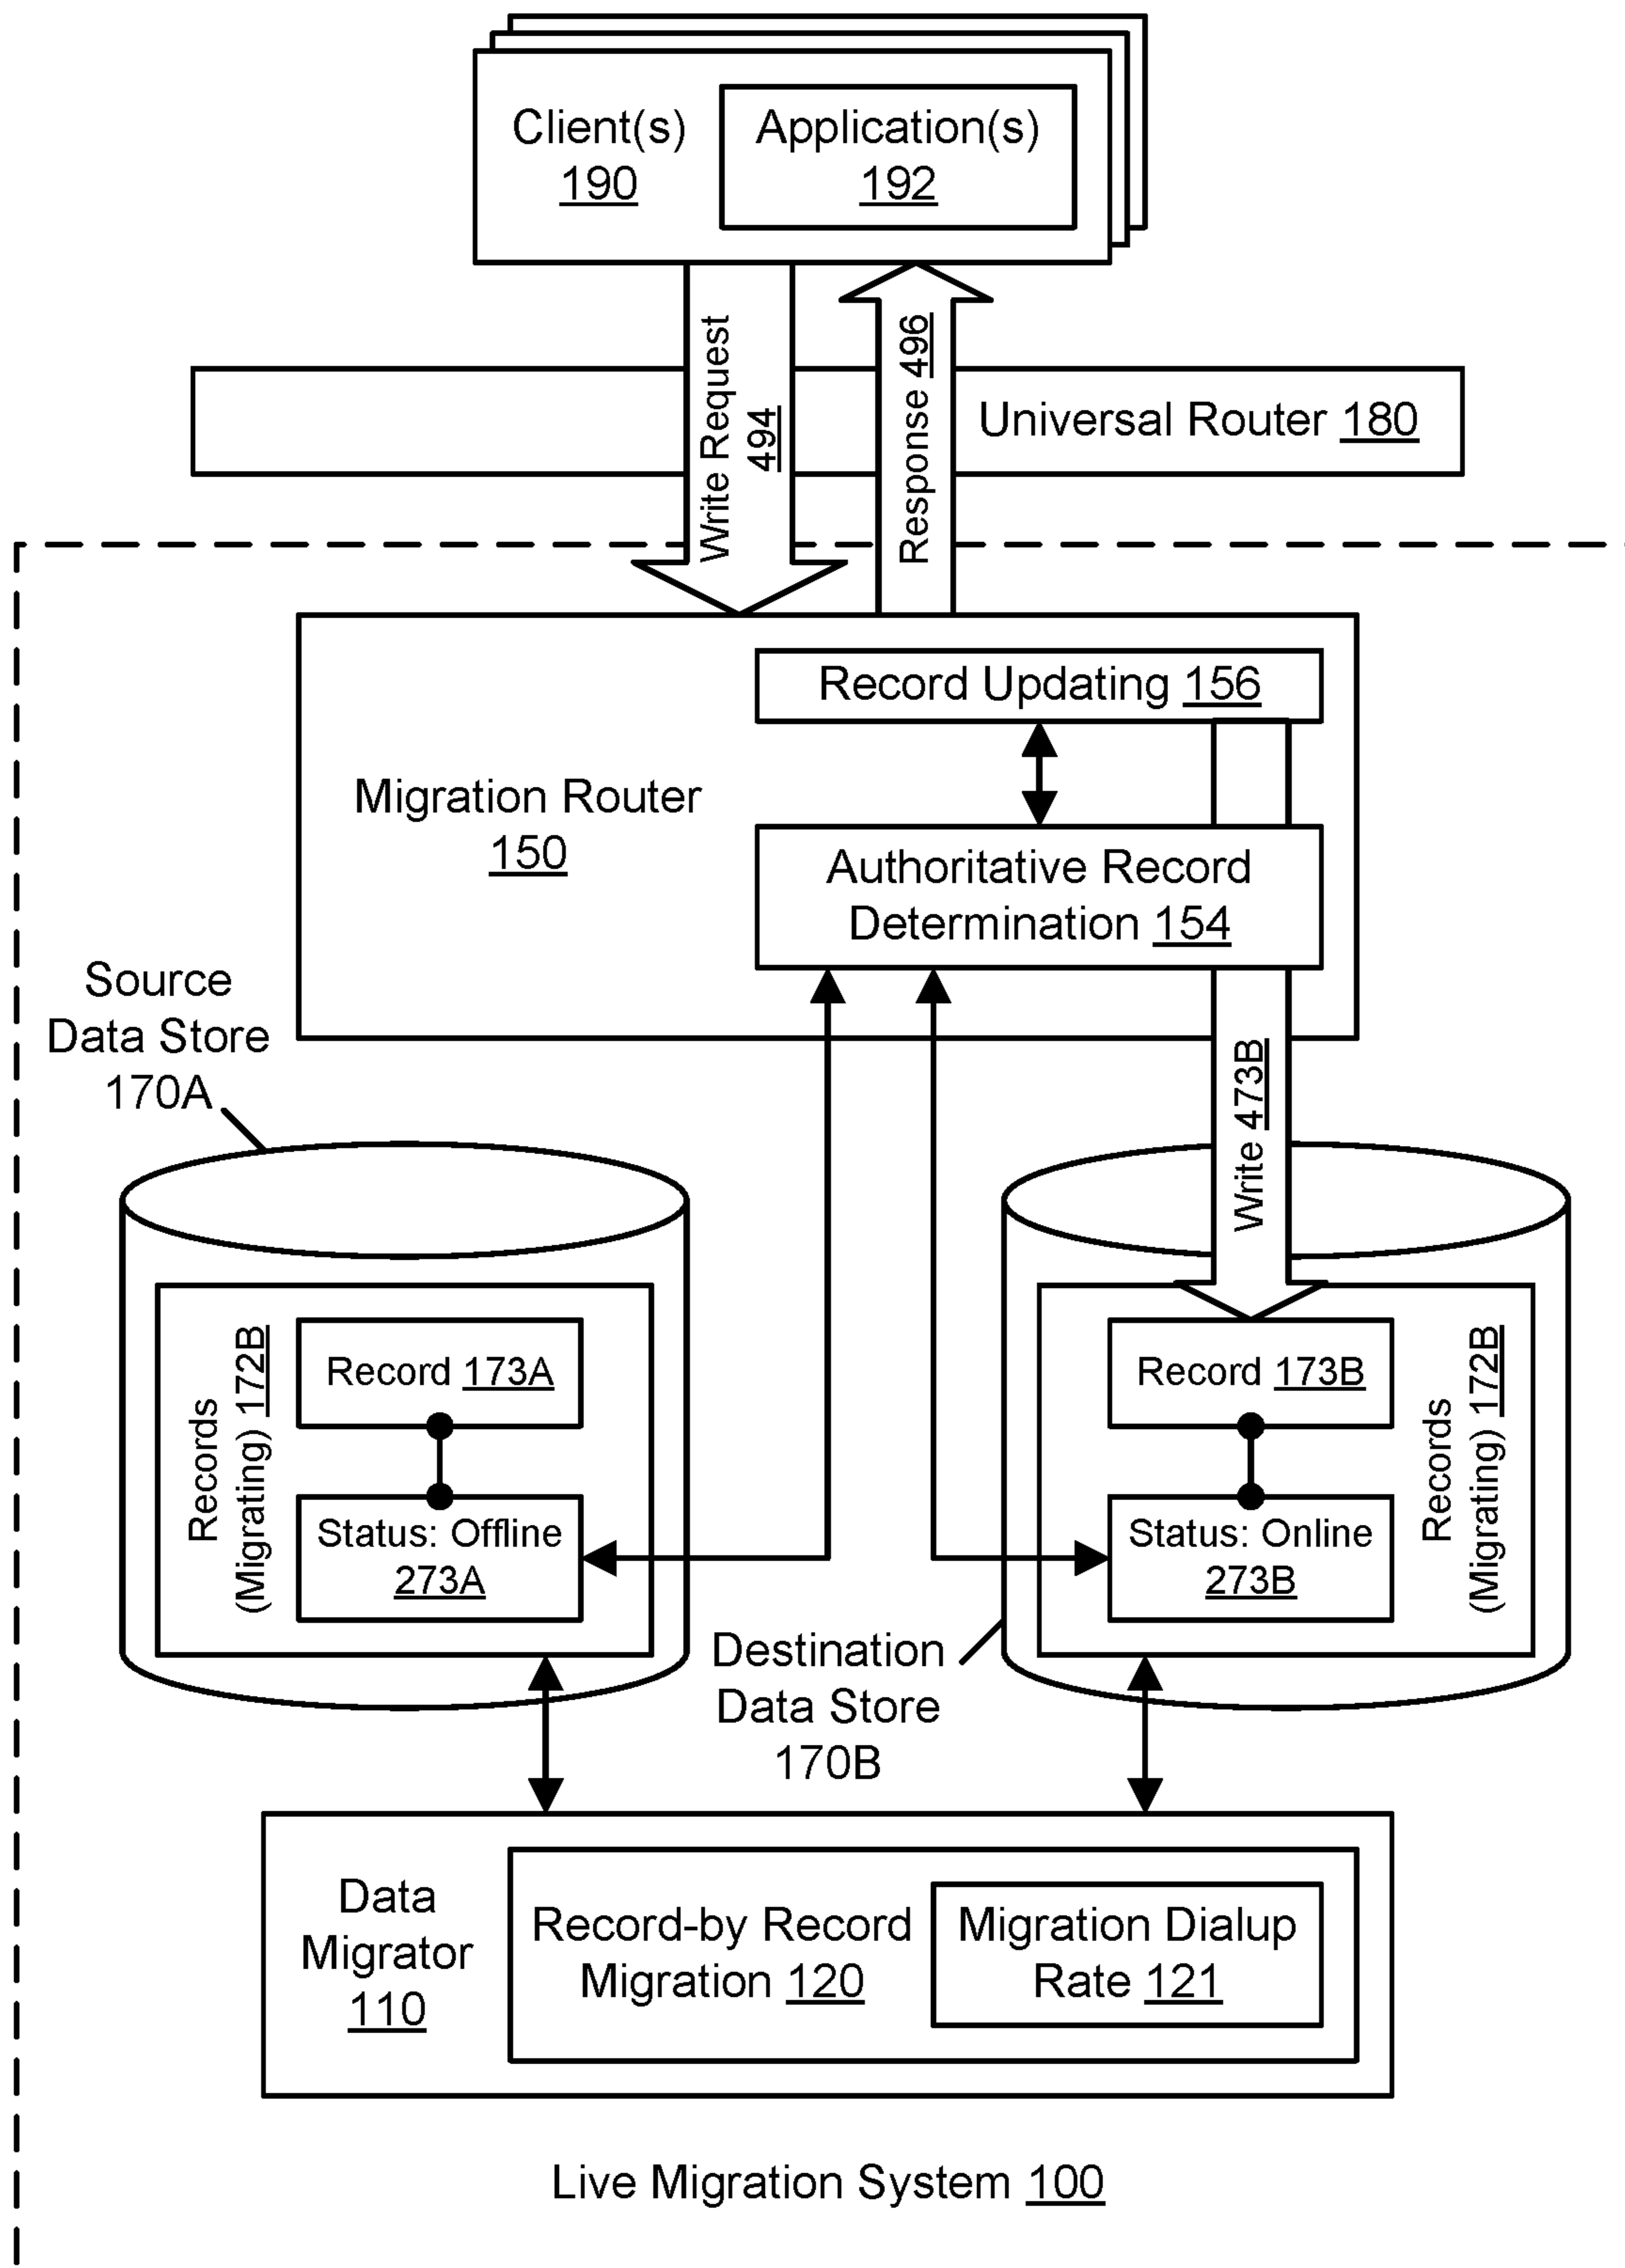 Client(s)
190
Application(s)
192
Write Request
494
Response 496
Universal Router 180
Record Updating 156
Migration Router
150
Authoritative Record
Determination 154
Source
Data Store
170A
Write 473B
Records
(Migrating) 172B
Record 173A
Status: Offline
273A
Record 173B
Status: Online
273B
Records
(Migrating) 172B
Destination
Data Store
170B
Data
Migrator
110
Record-by Record
Migration 120
Migration Dialup
Rate 121
Live Migration System 100